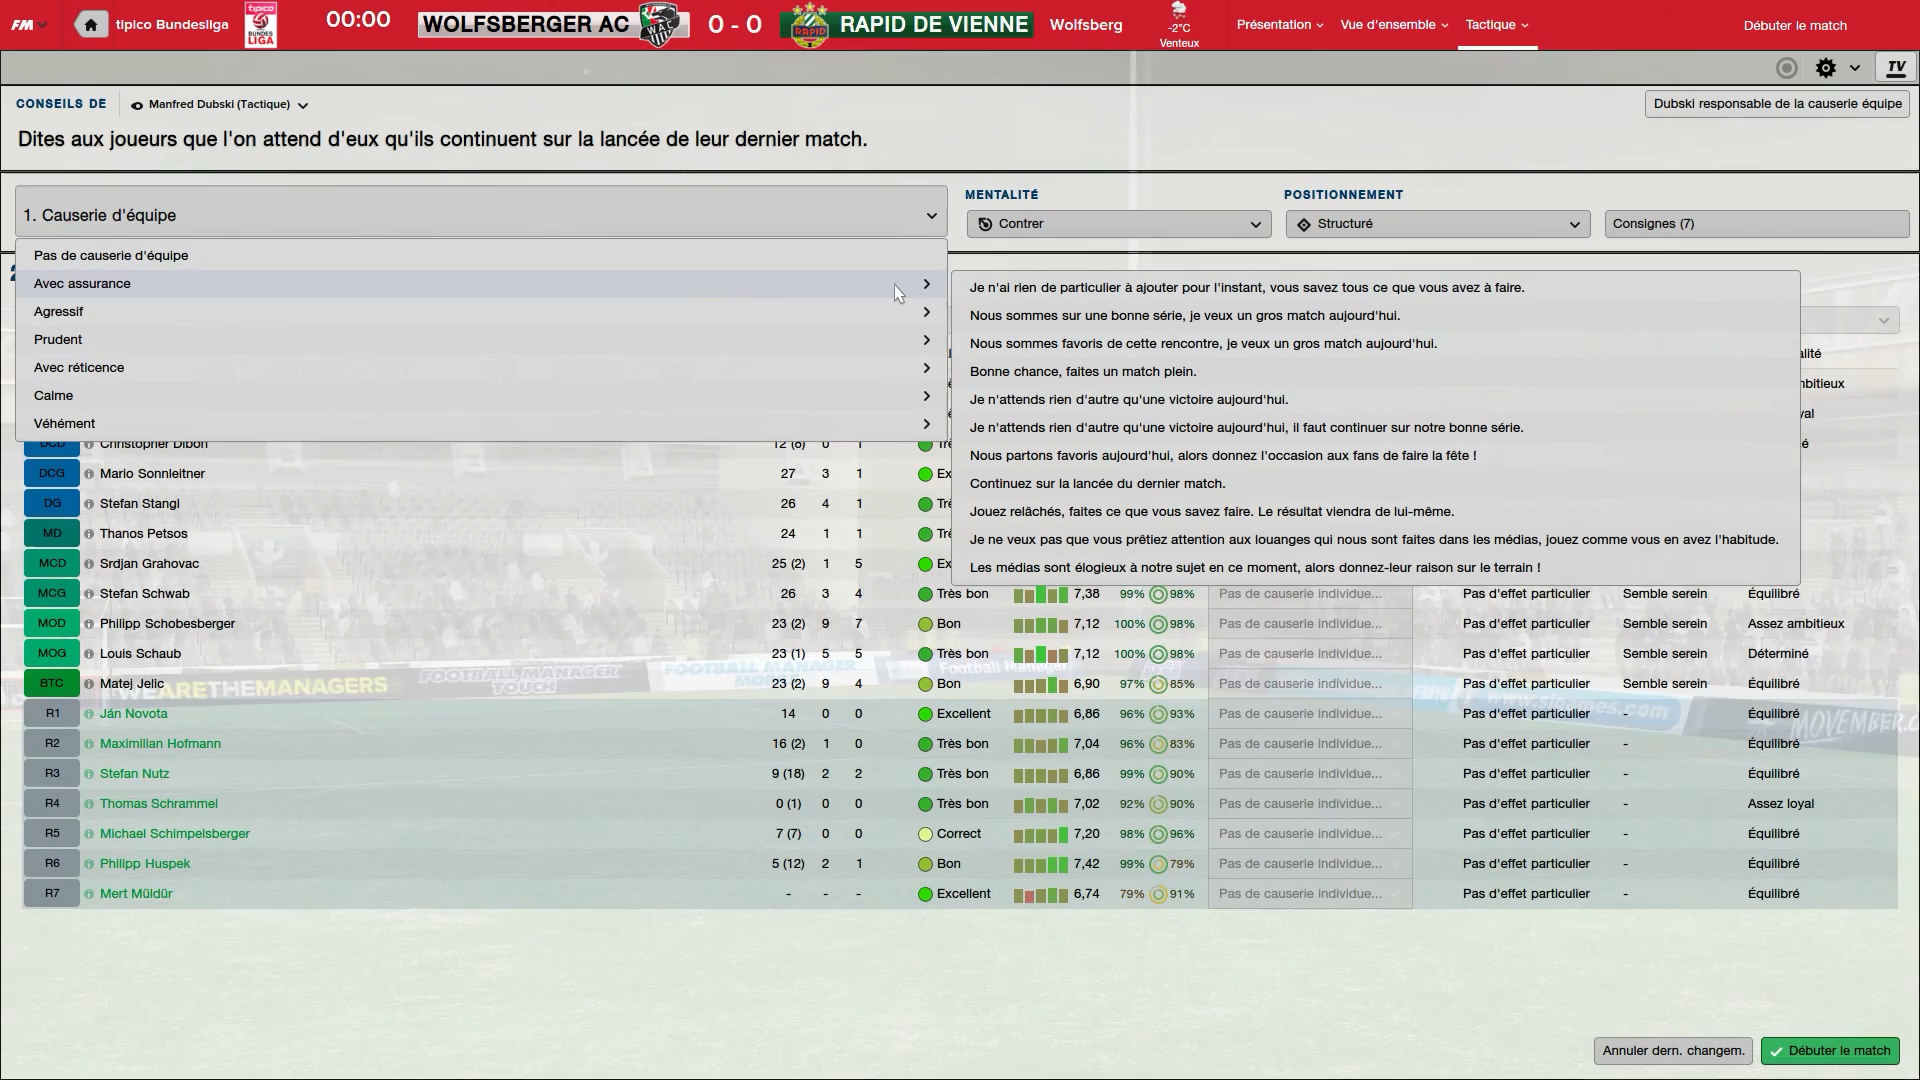 FM
tipico Bundesliga
tipico BUNDES LIGA
00:00
WOLFSBERGER AC
WAC
0 - 0
RAPID
RAPID DE VIENNE
Wolfsberg
-2°C
Venteux
Présentation
Vue d'ensemble
Tactique
Débuter le match
TV
CONSEILS DE
Manfred Dubski (Tactique)
Dubski responsable de la causerie équipe
Dites aux joueurs que l'on attend d'eux qu'ils continuent sur la lancée de leur dernier match.
1. Causerie d'équipe
MENTALITÉ
Contrer
POSITIONNEMENT
Structuré
Consignes (7)
Pas de causerie d'équipe
Avec assurance
Agressif
Prudent
Avec réticence
Calme
Véhément
Je n'ai rien de particulier à ajouter pour l'instant, vous savez tous ce que vous avez à faire.
Nous sommes sur une bonne série, je veux un gros match aujourd'hui.
Nous sommes favoris de cette rencontre, je veux un gros match aujourd'hui.
Bonne chance, faites un match plein.
Je n'attends rien d'autre qu'une victoire aujourd'hui.
Je n'attends rien d'autre qu'une victoire aujourd'hui, il faut continuer sur notre bonne série.
Nous partons favoris aujourd'hui, alors donnez l'occasion aux fans de faire la fête !
Continuez sur la lancée du dernier match.
Jouez relâchés, faites ce que vous savez faire. Le résultat viendra de lui-même.
Je ne veux pas que vous prêtiez attention aux louanges qui nous sont faites dans les médias, jouez comme vous en avez l'habitude.
Les médias sont élogieux à notre sujet en ce moment, alors donnez-leur raison sur le terrain !
DCD Christopher Dibon 12 (8) 0 1
DCG Mario Sonnleitner 27 3 1 Ex
DG Stefan Stangl 26 4 1 Trè
MD Thanos Petsos 24 1 1 Trè
MCD Srdjan Grahovac 25 (2) 1 5 Ex
MCG Stefan Schwab 26 3 4 Très bon 7,38 99% 98% Pas de causerie individue... Pas d'effet particulier Semble serein Équilibré
MOD Philipp Schobesberger 23 (2) 9 7 Bon 7,12 100% 98% Pas de causerie individue... Pas d'effet particulier Semble serein Assez ambitieux
MOG Louis Schaub 23 (1) 5 5 Très bon 7,12 100% 98% Pas de causerie individue... Pas d'effet particulier Semble serein Déterminé
BTC Matej Jelic 23 (2) 9 4 Bon 6,90 97% 85% Pas de causerie individue... Pas d'effet particulier Semble serein Équilibré
R1 Ján Novota 14 0 0 Excellent 6,86 96% 93% Pas de causerie individue... Pas d'effet particulier - Équilibré
R2 Maximilian Hofmann 16 (2) 1 0 Très bon 7,04 96% 83% Pas de causerie individue... Pas d'effet particulier - Équilibré
R3 Stefan Nutz 9 (18) 2 2 Très bon 6,86 99% 90% Pas de causerie individue... Pas d'effet particulier - Équilibré
R4 Thomas Schrammel 0 (1) 0 0 Très bon 7,02 92% 90% Pas de causerie individue... Pas d'effet particulier - Assez loyal
R5 Michael Schimpelsberger 7 (7) 0 0 Correct 7,20 98% 96% Pas de causerie individue... Pas d'effet particulier - Équilibré
R6 Philipp Huspek 5 (12) 2 1 Bon 7,42 99% 79% Pas de causerie individue... Pas d'effet particulier - Équilibré
R7 Mert Müldür - - - Excellent 6,74 79% 91% Pas de causerie individue... Pas d'effet particulier - Équilibré
WEARETHEMANAGERS
FOOTBALL MANAGER TOUCH
FOOTBALL MANAGER
Football Manager
MOVEMBER.C
Annuler dern. changem.
Débuter le match